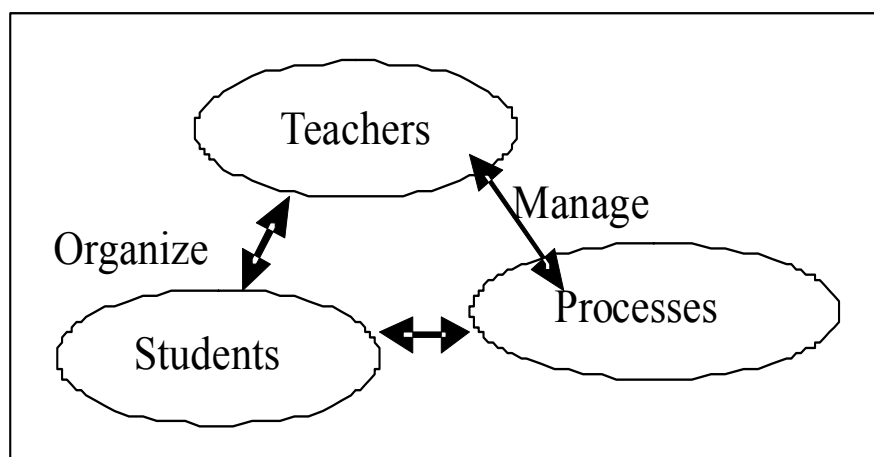 Teachers
Manage
Organize
Processes
Students